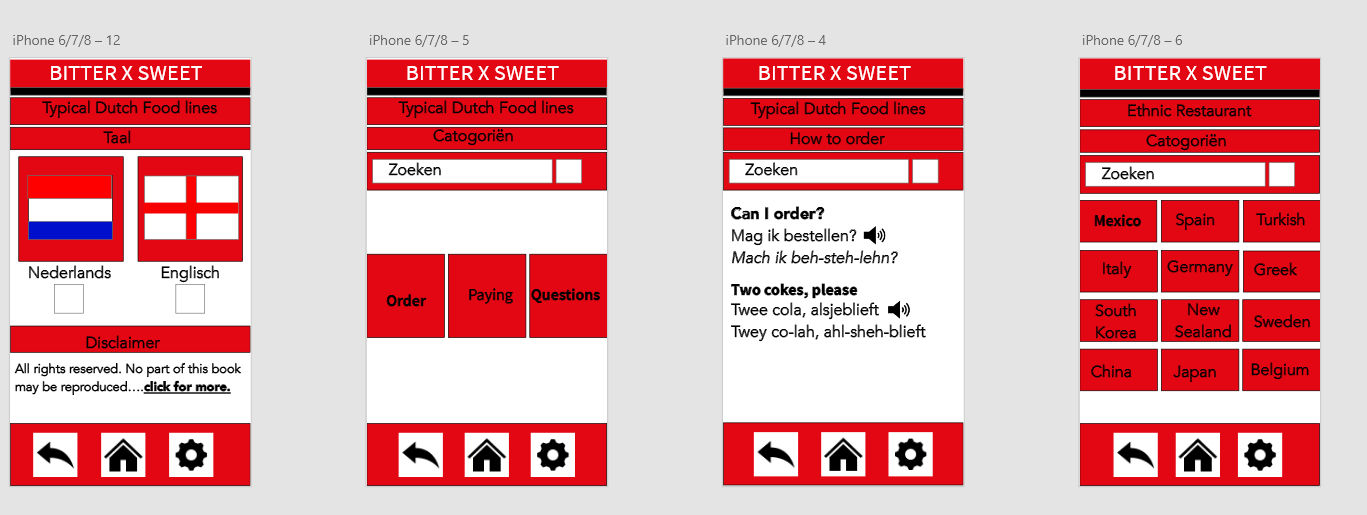 iPhone 6/7/8 – 12
BITTER X SWEET
Typical Dutch Food lines
Taal
Nederlands
Englisch
Disclaimer
All rights reserved. No part of this book
may be reproduced....click for more.
iPhone 6/7/8 – 5
BITTER X SWEET
Typical Dutch Food lines
Catogoriën
Zoeken
Order
Paying
Questions
iPhone 6/7/8 – 4
BITTER X SWEET
Typical Dutch Food lines
How to order
Zoeken
Can I order?
Mag ik bestellen?
Mach ik beh-steh-lehn?
Two cokes, please
Twee cola, alsjeblieft
Twey co-lah, ahl-sheh-blieft
iPhone 6/7/8 – 6
BITTER X SWEET
Ethnic Restaurant
Catogoriën
Zoeken
Mexico
Spain
Turkish
Italy
Germany
Greek
South
Korea
New
Sealand
Sweden
China
Japan
Belgium